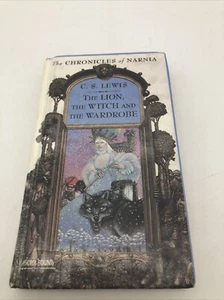 The CHRONICLES of NARNIA
C. S. LEWIS
THE LION,
THE WITCH AND
THE WARDROBE